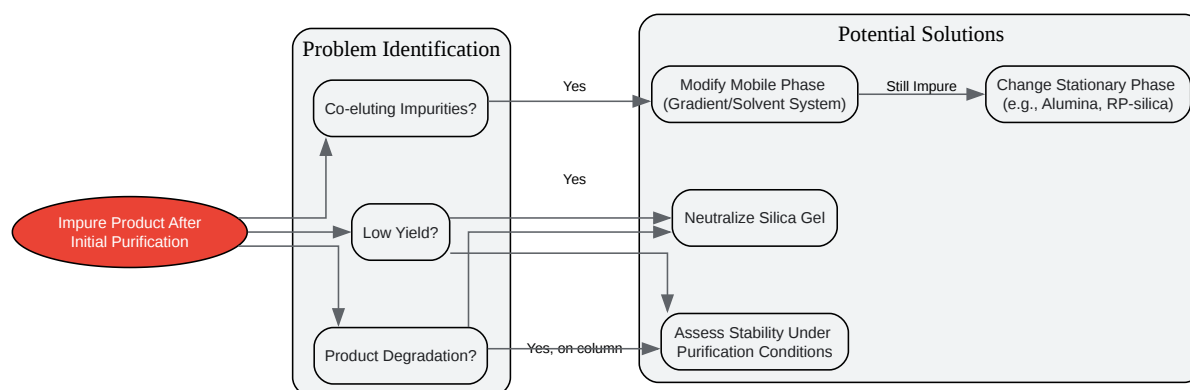 Problem Identification
Potential Solutions
Co-eluting Impurities?
Yes
Modify Mobile Phase
(Gradient/Solvent System)
Still Impure
Change Stationary Phase
(e.g., Alumina, RP-silica)
Impure Product After
Initial Purification
Low Yield?
Yes
Neutralize Silica Gel
Product Degradation?
Yes, on column
Assess Stability Under
Purification Conditions